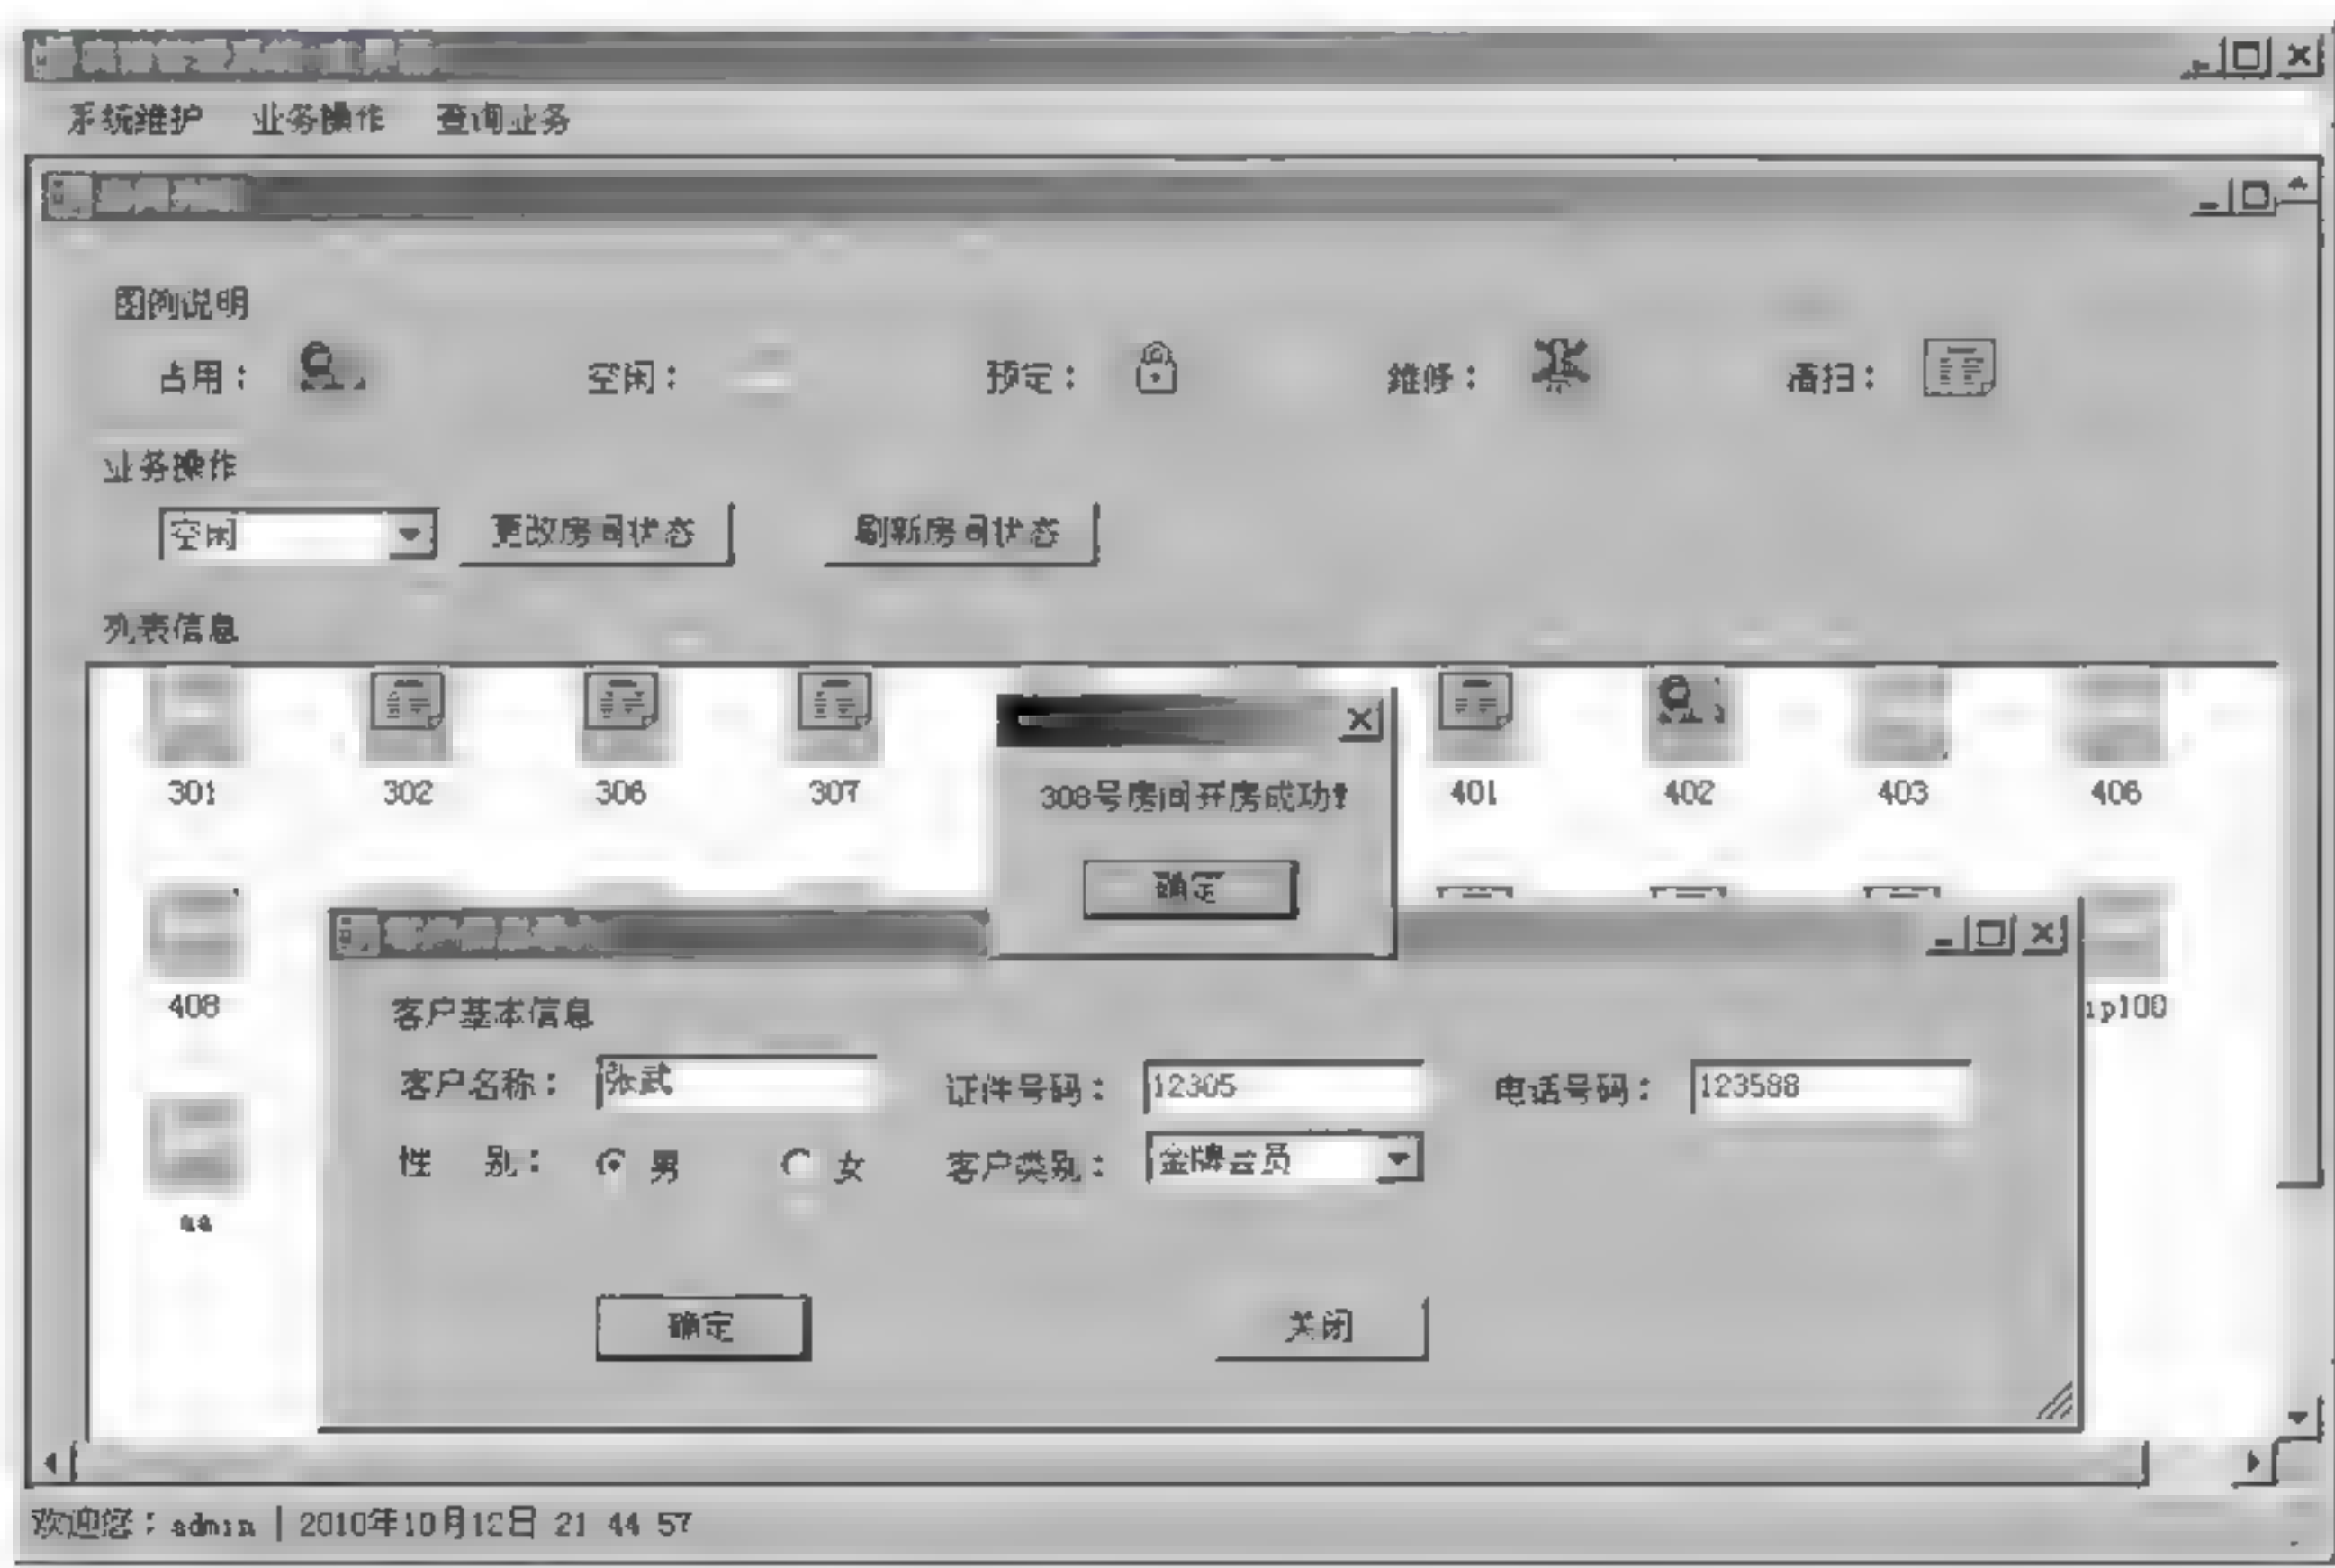 系统维护 业务操作 查询业务
图例说明
占用： 空闲： 预定： 维修： 清扫：
业务操作
空闲 更改房间状态 刷新房间状态
列表信息
301 302 306 307 401 402 403 406
308号房间开房成功!
确定
408
客户基本信息
客户名称： 张武 证件号码： 12305 电话号码： 123588
性 别： 男 女 客户类别： 金牌会员
确定 关闭
欢迎您：admin | 2010年10月12日 21 44 57